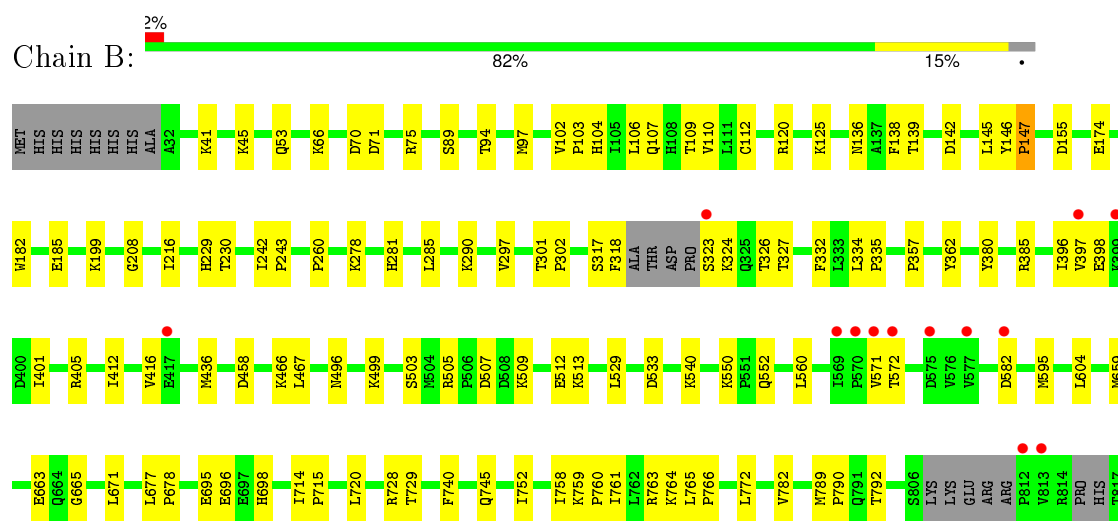 2%
Chain B:
82% 15% •
MET HIS HIS HIS HIS HIS HIS ALA A32 K41 K45 Q53 K66 D70 D71 R75 S89 T94 M97 V102 P103 H104 I105 L106 Q107 H108 T109 V110 L111 C112 R120 K125 N136 A137 F138 T139 D142 L145 Y146 P147 D155 E174
W182 E185 K199 G208 I216 H229 T230 I242 P243 P260 K278 H281 L285 K290 V297 T301 P302 S317 F318 ALA THR ASP PRO S323 K324 Q325 T326 T327 F332 L333 L334 P335 P357 Y362 Y380 R385 I396 V397 E398 K399
D400 I401 R405 I412 V416 E417 M436 D458 K466 L467 N496 K499 S503 M504 R505 P506 D507 D508 K509 E512 K513 L529 D533 K540 K550 P551 Q552 L560 I569 P570 V571 T572 D575 V576 V577 D582 M595 L604 M659
E663 Q664 G665 L671 L677 P678 E695 E696 E697 H698 I714 P715 L720 R728 T729 F740 Q745 I752 I758 K759 P760 I761 L762 R763 K764 L765 P766 L772 V782 M789 P790 Q791 T792 S806 LYS LYS GLU ARG ARG P812 V813 R814 PRO HIS T817